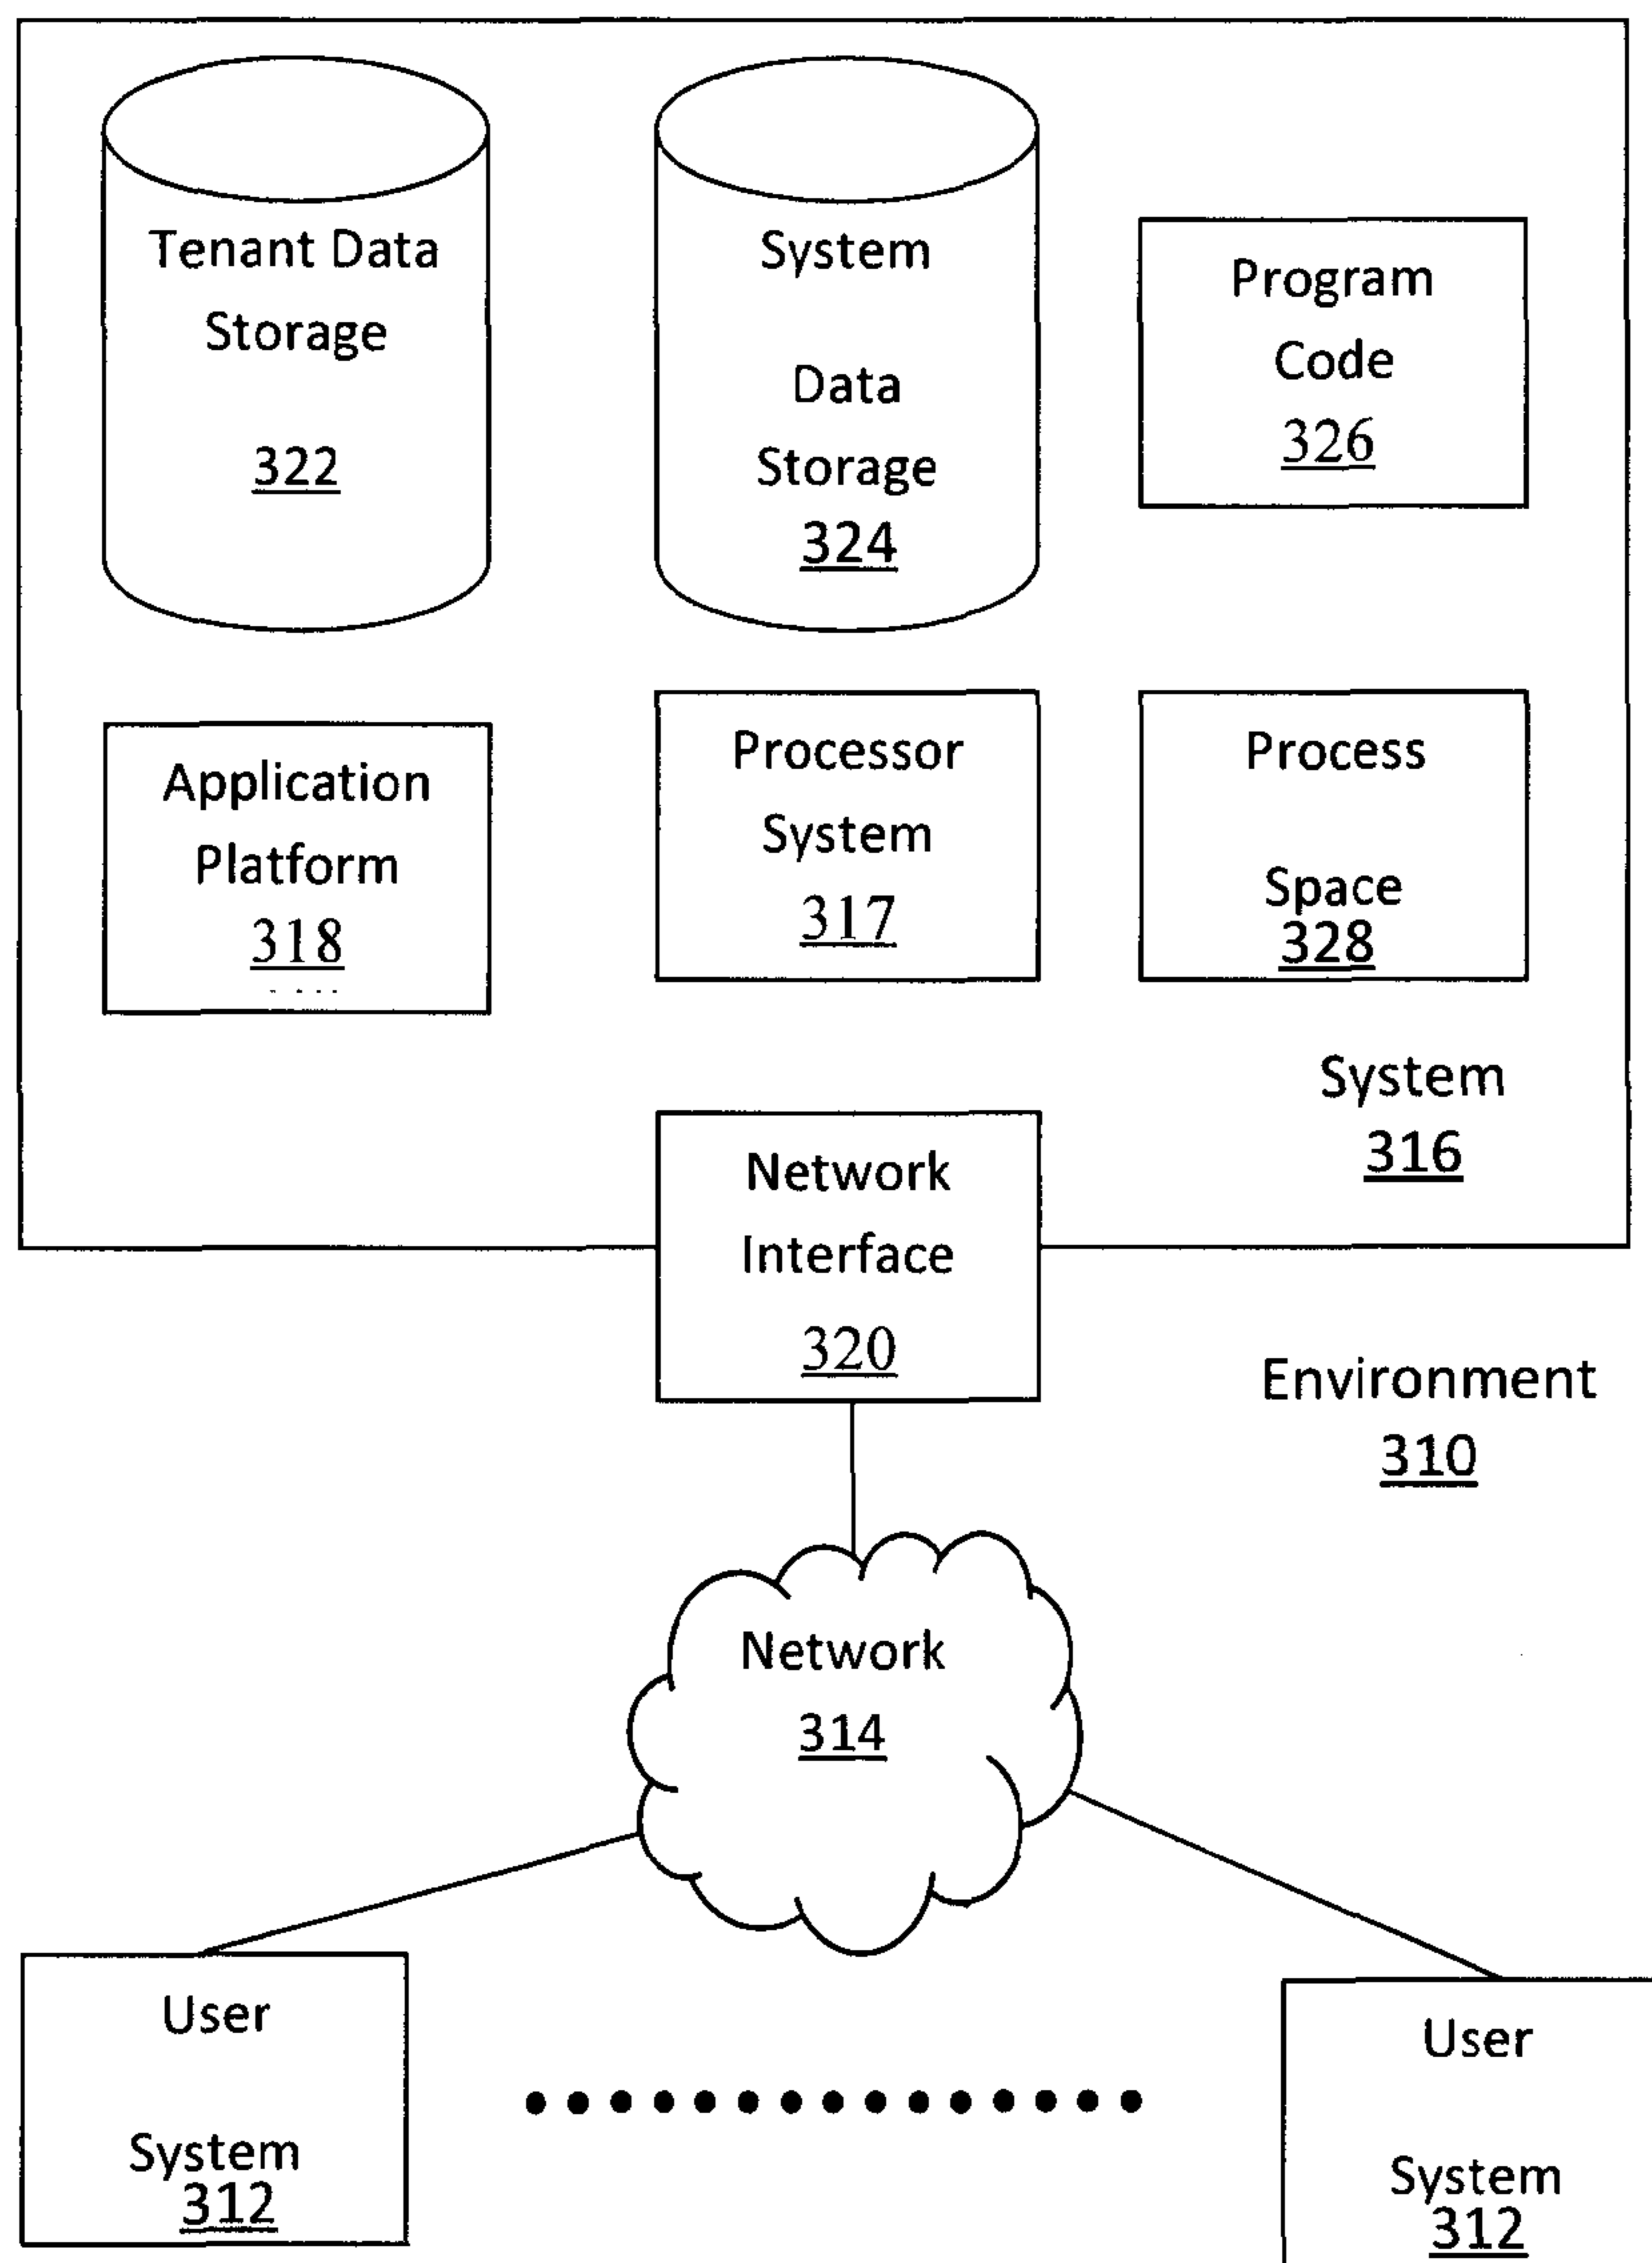 Tenant Data
Storage
322
System
Data
Storage
324
Program
Code
326
Application
Platform
318
Processor
System
317
Process
Space
328
System
316
Network
Interface
320
Environment
310
Network
314
User
System
312
User
System
312